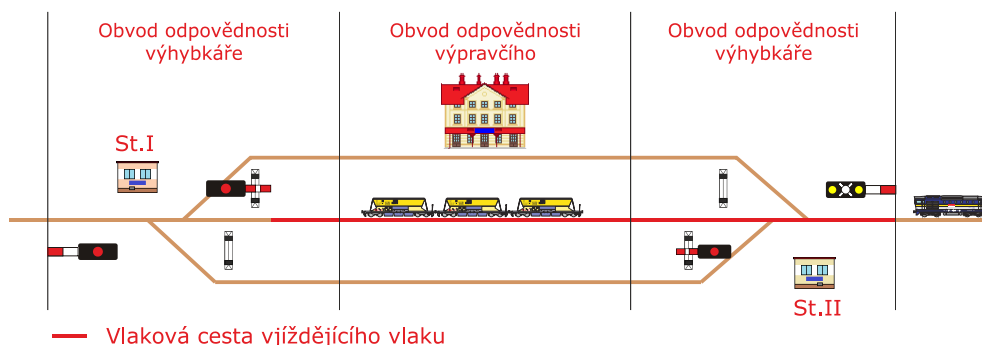 Obvod odpovědnosti
výhybkáře
Obvod odpovědnosti
výpravčího
Obvod odpovědnosti
výhybkáře
St.I
St.II
Vlaková cesta vjíždějícího vlaku